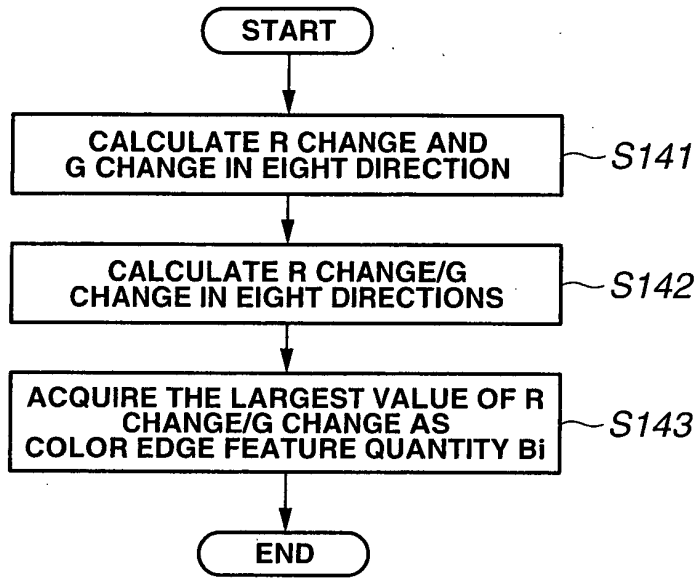 START
CALCULATE R CHANGE AND
G CHANGE IN EIGHT DIRECTION
S141
CALCULATE R CHANGE/G
CHANGE IN EIGHT DIRECTIONS
S142
ACQUIRE THE LARGEST VALUE OF R
CHANGE/G CHANGE AS
COLOR EDGE FEATURE QUANTITY Bi
S143
END